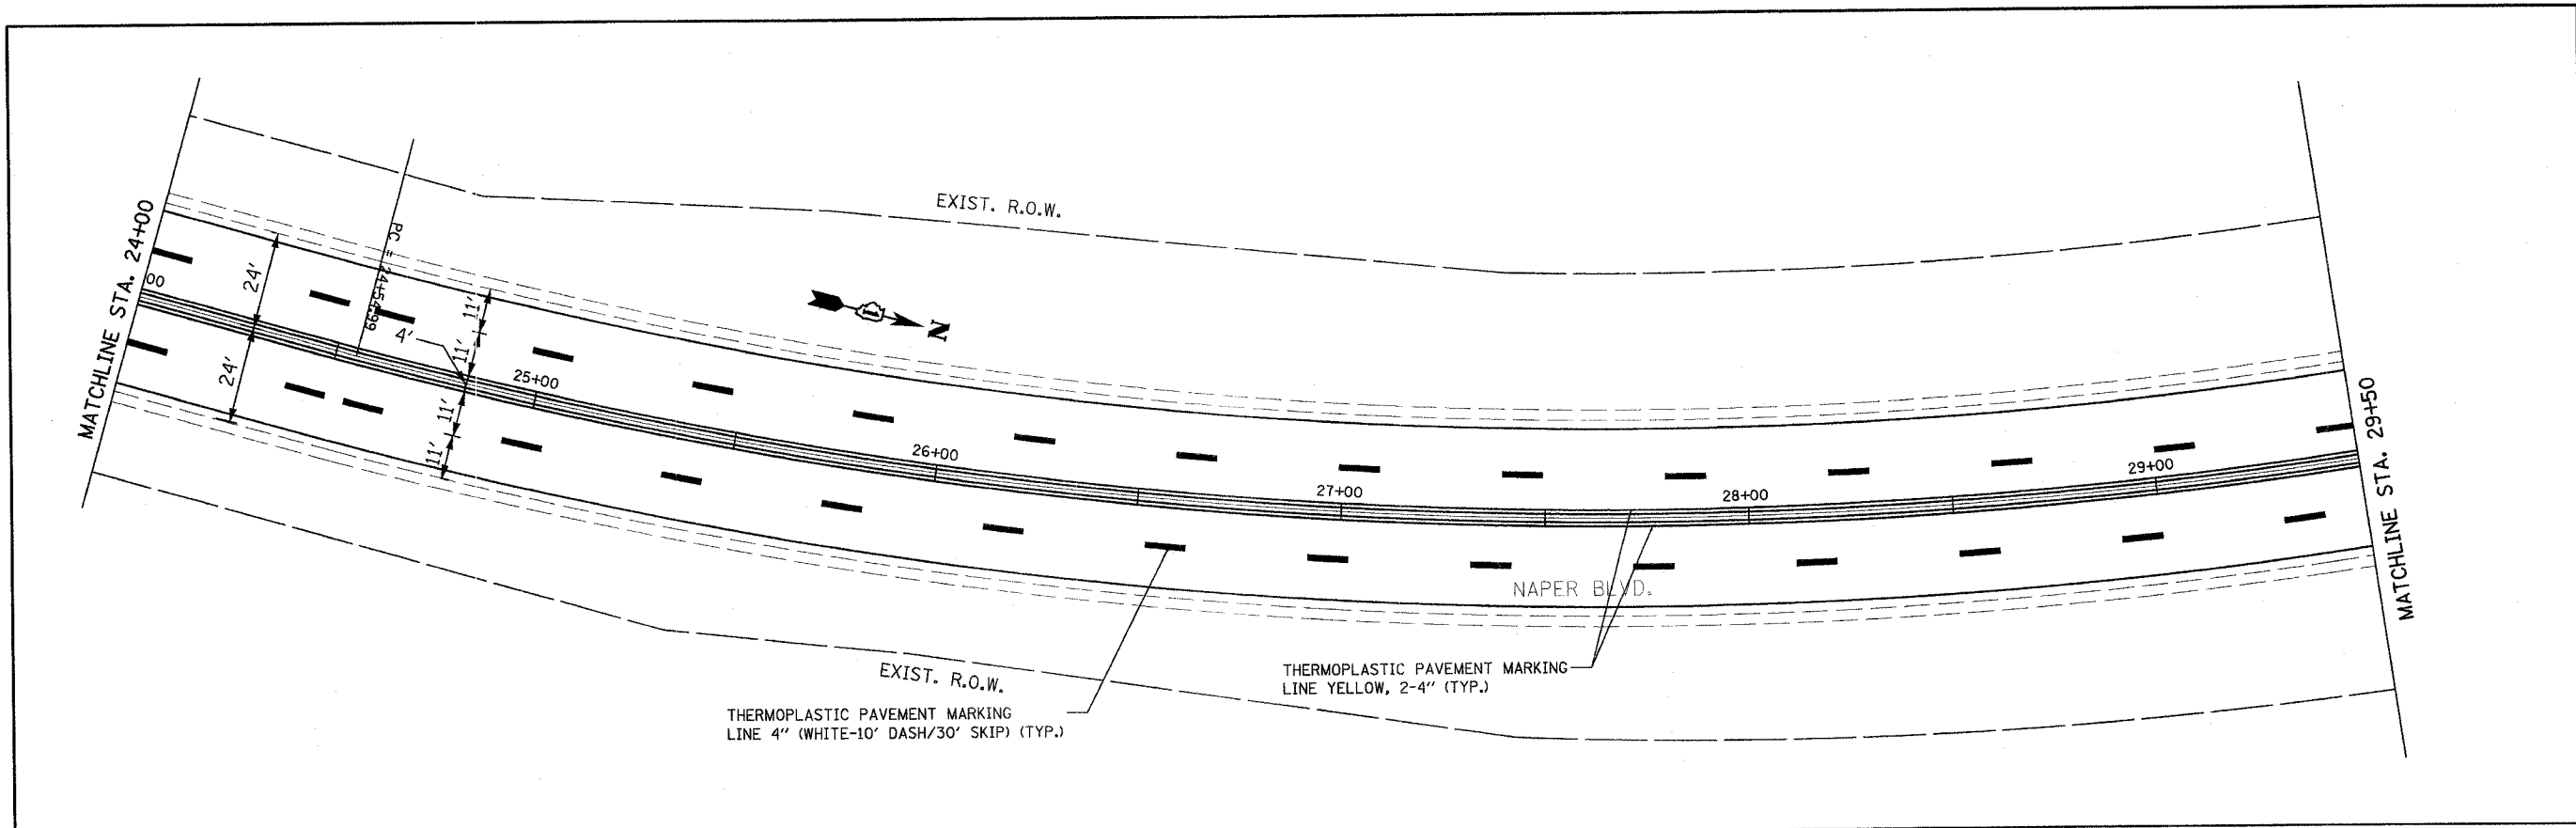 EXIST. R.O.W.
MATCHLINE STA. 24+00
00
24'
24'
PC = 24+54.99
4'
11'
11'
11'
11'
N
25+00
26+00
27+00
28+00
29+00
MATCHLINE STA. 29+50
NAPER BLVD.
EXIST. R.O.W.
THERMOPLASTIC PAVEMENT MARKING
LINE YELLOW, 2-4" (TYP.)
THERMOPLASTIC PAVEMENT MARKING
LINE 4" (WHITE-10' DASH/30' SKIP) (TYP.)